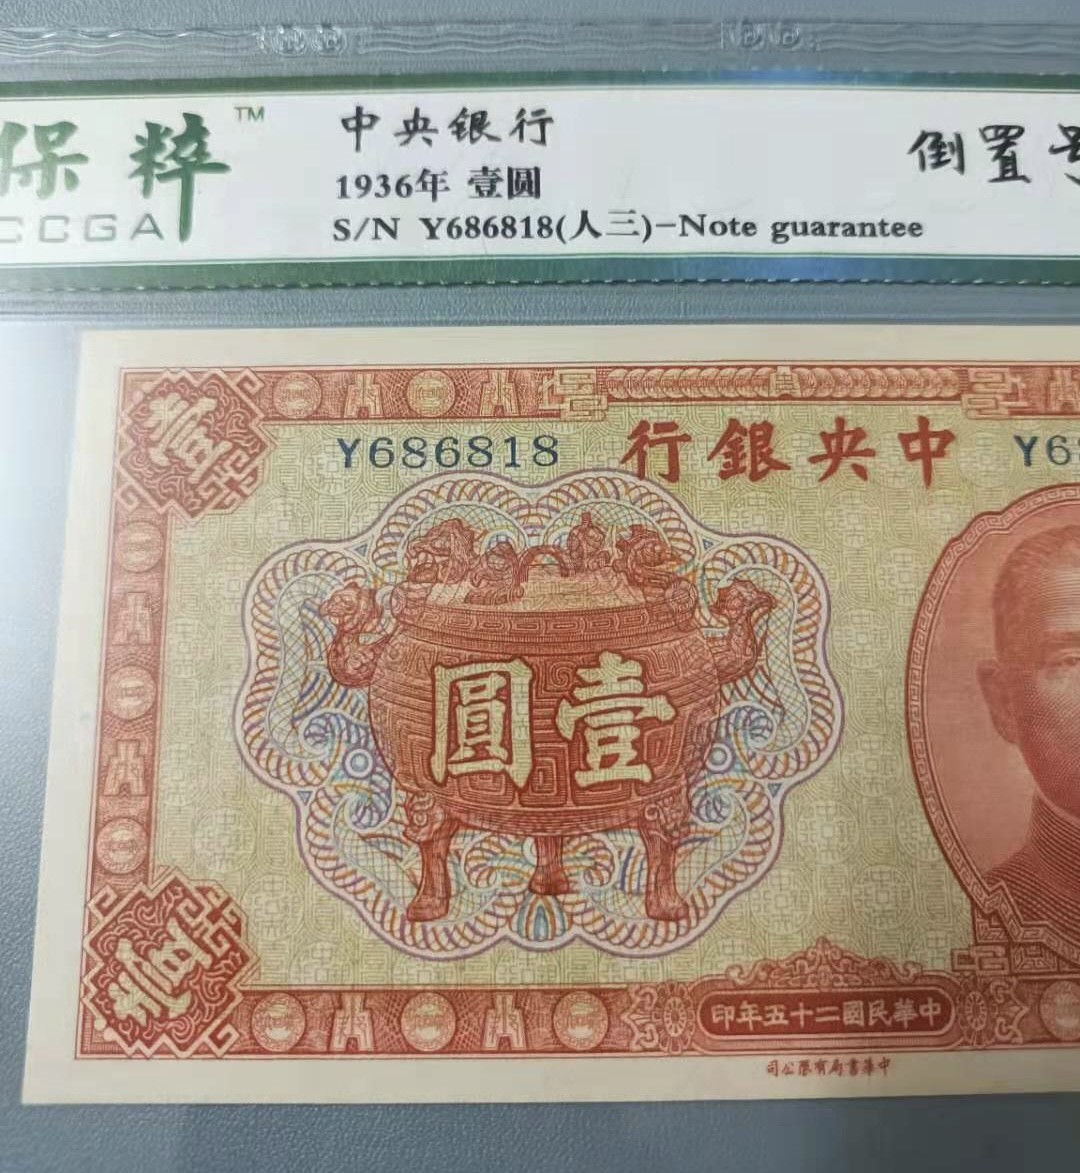 保粹™
CCGA
中央银行
1936年 壹圆
S/N Y686818(人三)-Note guarantee
倒置号
Y686818
行銀央中
Y68
壹
圓壹
壹
印年五十二國民華中
司公限有局書華中